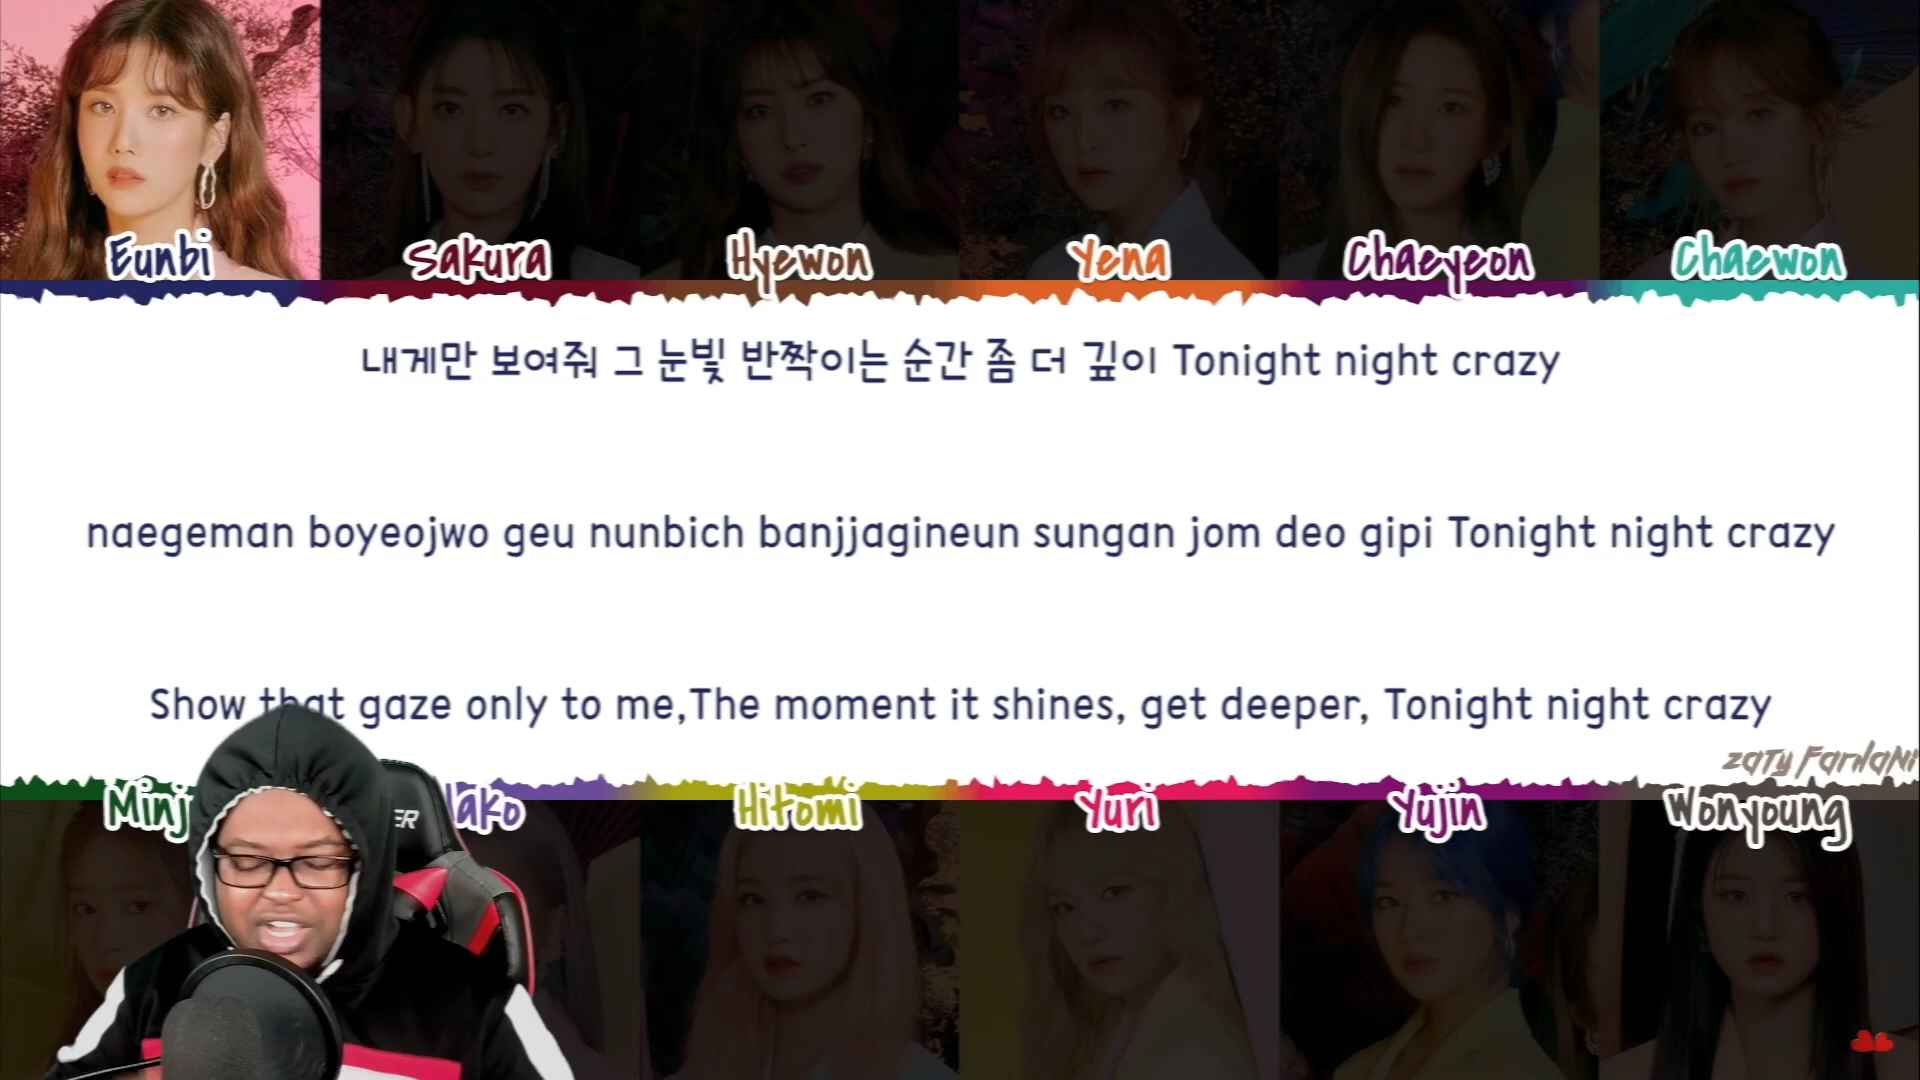 Eunbi Sakura Hyewon Yena Chaeyeon Chaewon
내게만 보여줘 그 눈빛 반짝이는 순간 좀 더 깊이 Tonight night crazy
naegeman boyeojwo geu nunbich banjjagineun sungan jom deo gipi Tonight night crazy
Show that gaze only to me,The moment it shines, get deeper, Tonight night crazy
zaty farhani
Hitomi Yuri Yujin Wonyoung